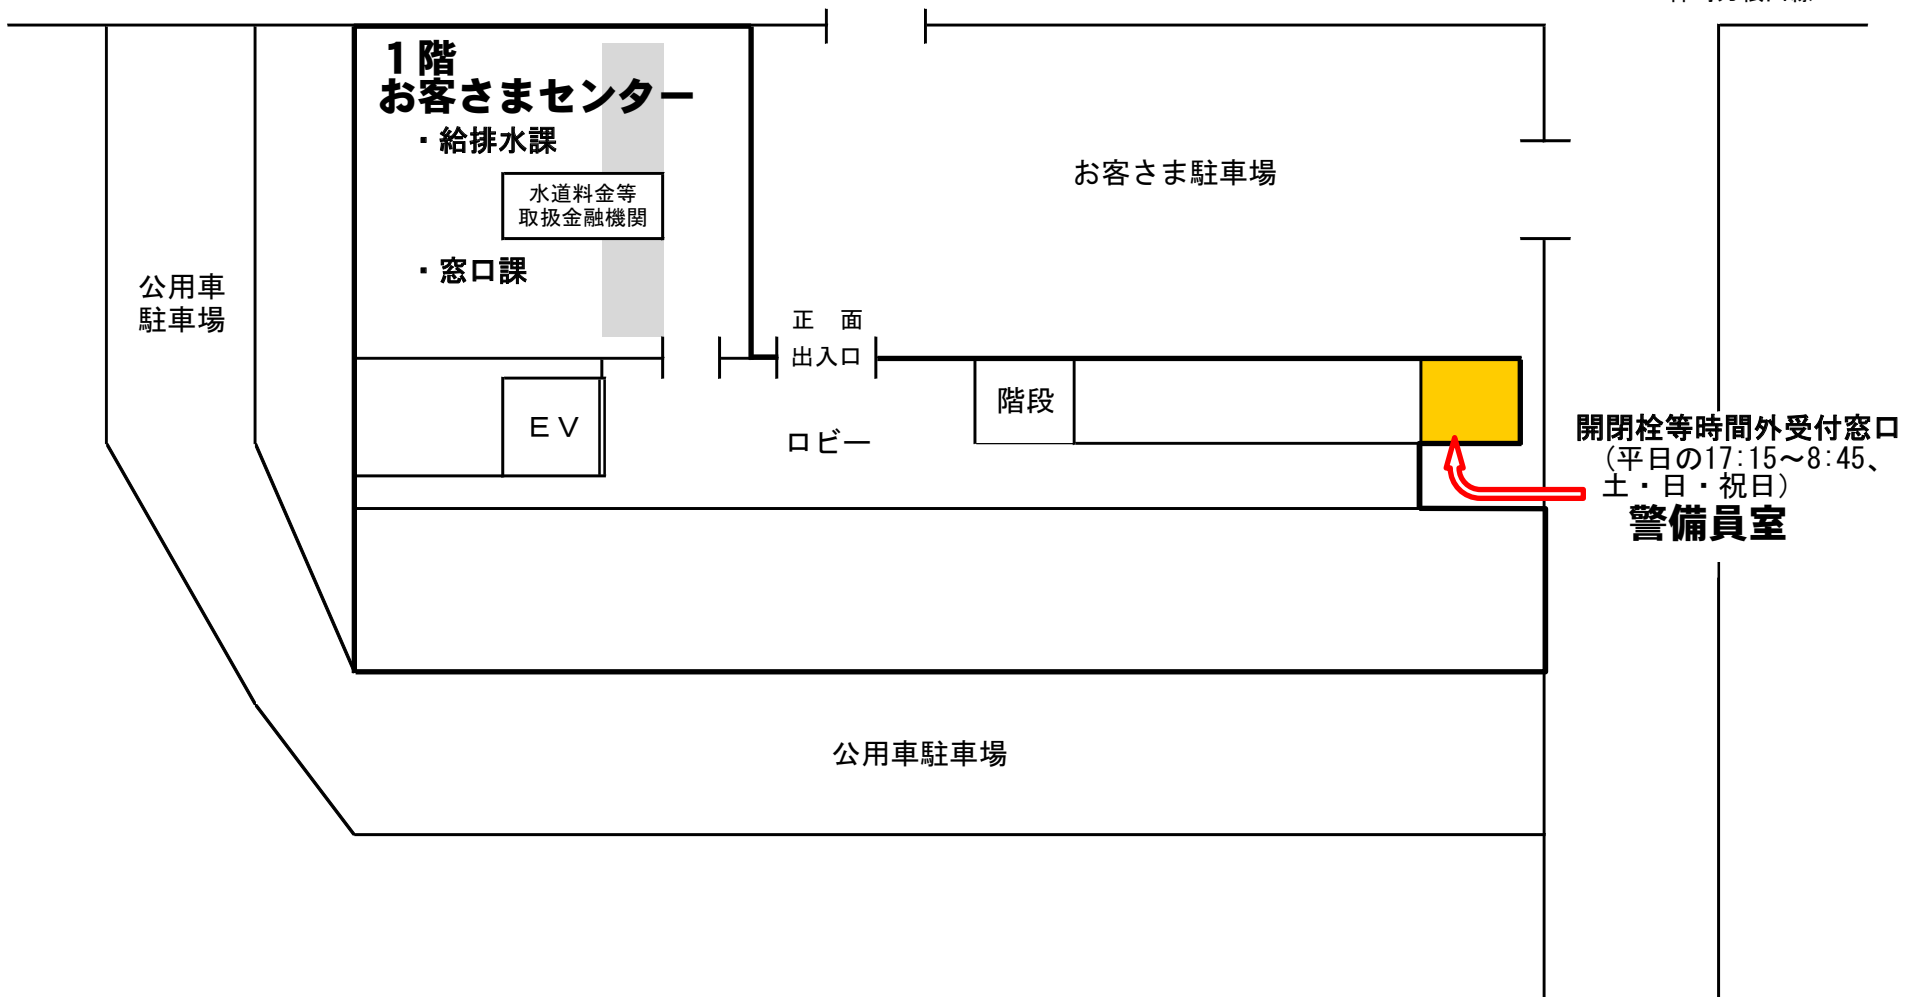 1階
お客さまセンター
・給排水課
水道料金等
取扱金融機関
・窓口課
お客さま駐車場
公用車
駐車場
正 面
出入口
階段
EV
ロビー
開閉栓等時間外受付窓口
(平日の17:15～8:45、
土・日・祝日)
警備員室
公用車駐車場